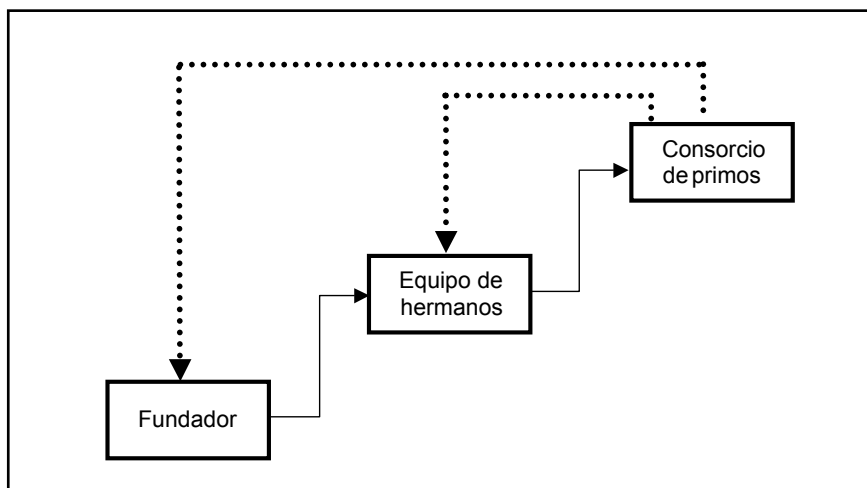 Consorcio
de primos
Equipo de
hermanos
Fundador